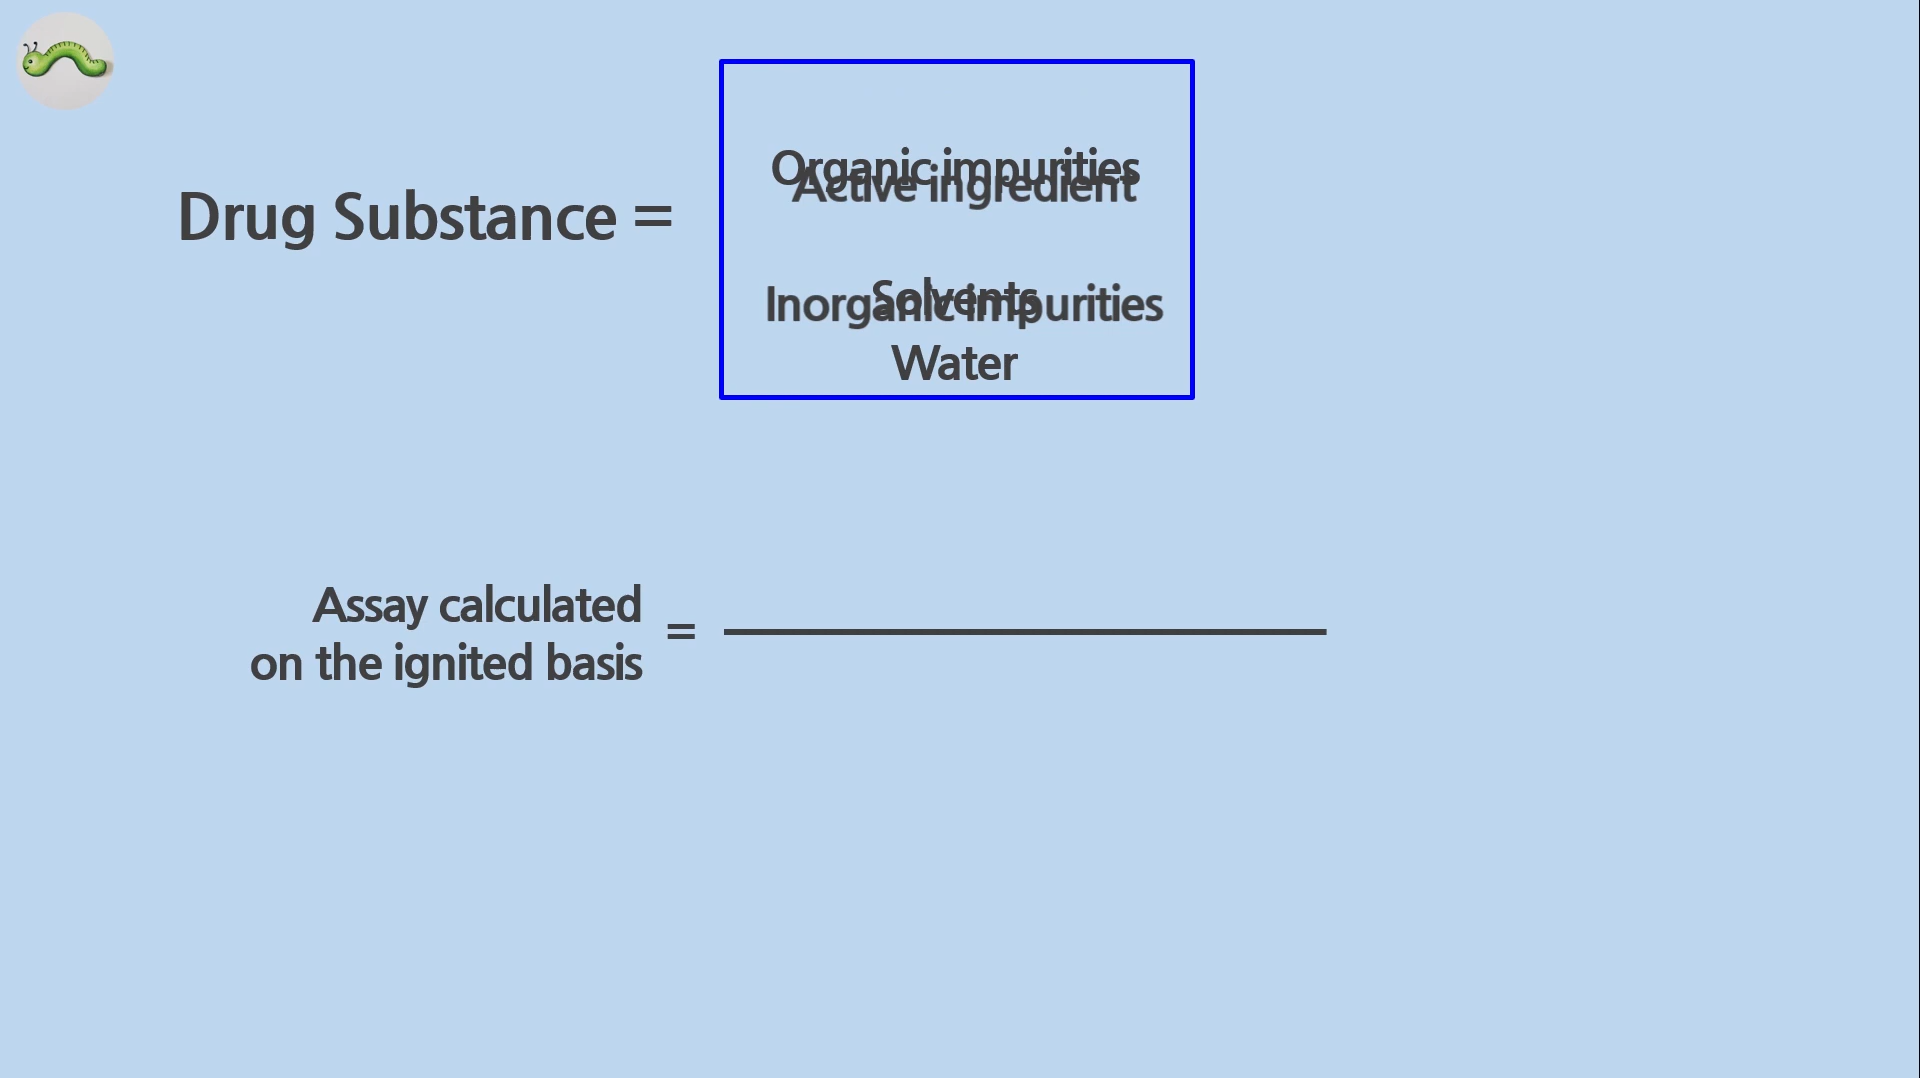 Drug Substance =
Organic impurities
Active ingredient
Solvents
Inorganic impurities
Water
Assay calculated
on the ignited basis
=